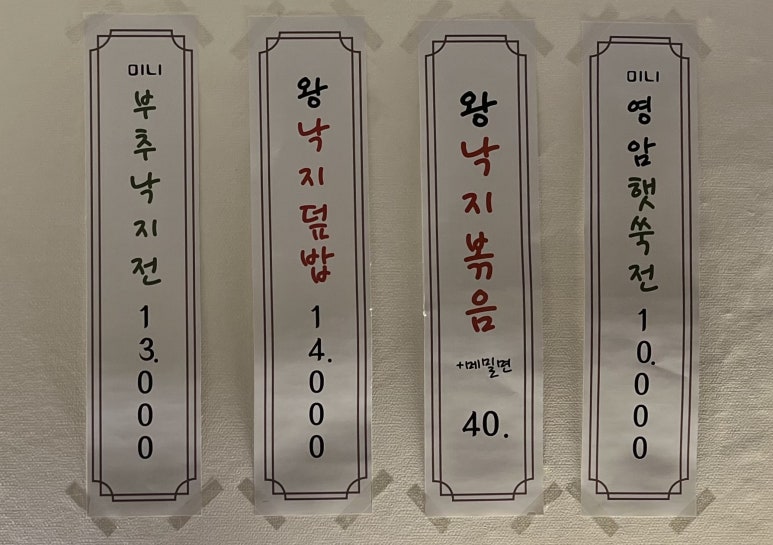 미니
부추낙지전
13.000
왕낙지덮밥
14.000
왕낙지볶음
+메밀면
40.
미니
영암햇쑥전
10.000